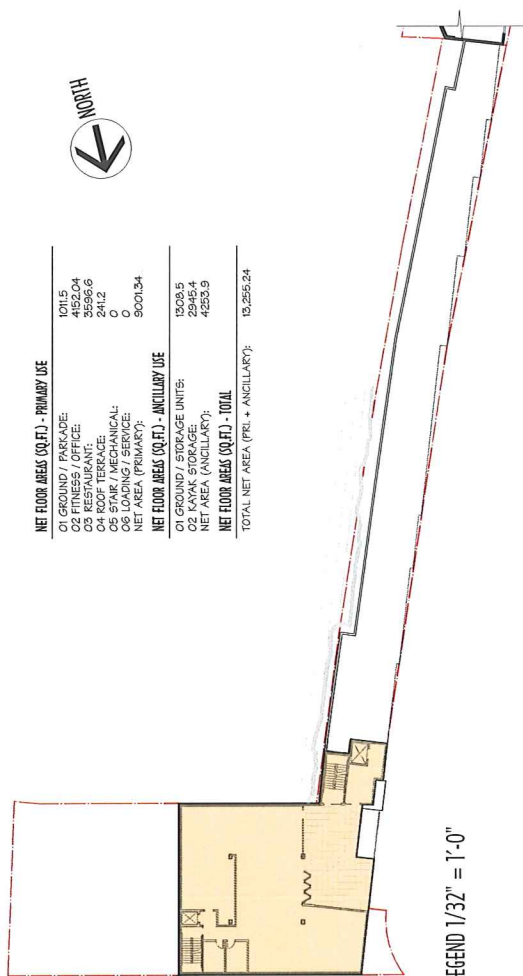 NORTH
NET FLOOR AREAS (SQ.FT.) - PRIMARY USE
01 GROUND / PARKADE: 1011.5
02 FITNESS / OFFICE: 4152.04
03 RESTAURANT: 3596.6
04 ROOF TERRACE: 241.2
05 STAIR / MECHANICAL: 0
06 LOADING / SERVICE: 0
NET AREA (PRIMARY): 9001.34
NET FLOOR AREAS (SQ.FT.) - ANCILLARY USE
01 GROUND / STORAGE UNITS: 1308.5
02 KAYAK STORAGE: 2945.4
NET AREA (ANCILLARY): 4253.9
NET FLOOR AREAS (SQ.FT.) - TOTAL
TOTAL NET AREA (PRI. + ANCILLARY): 13,255.24
EGEND 1/32" = 1'-0"